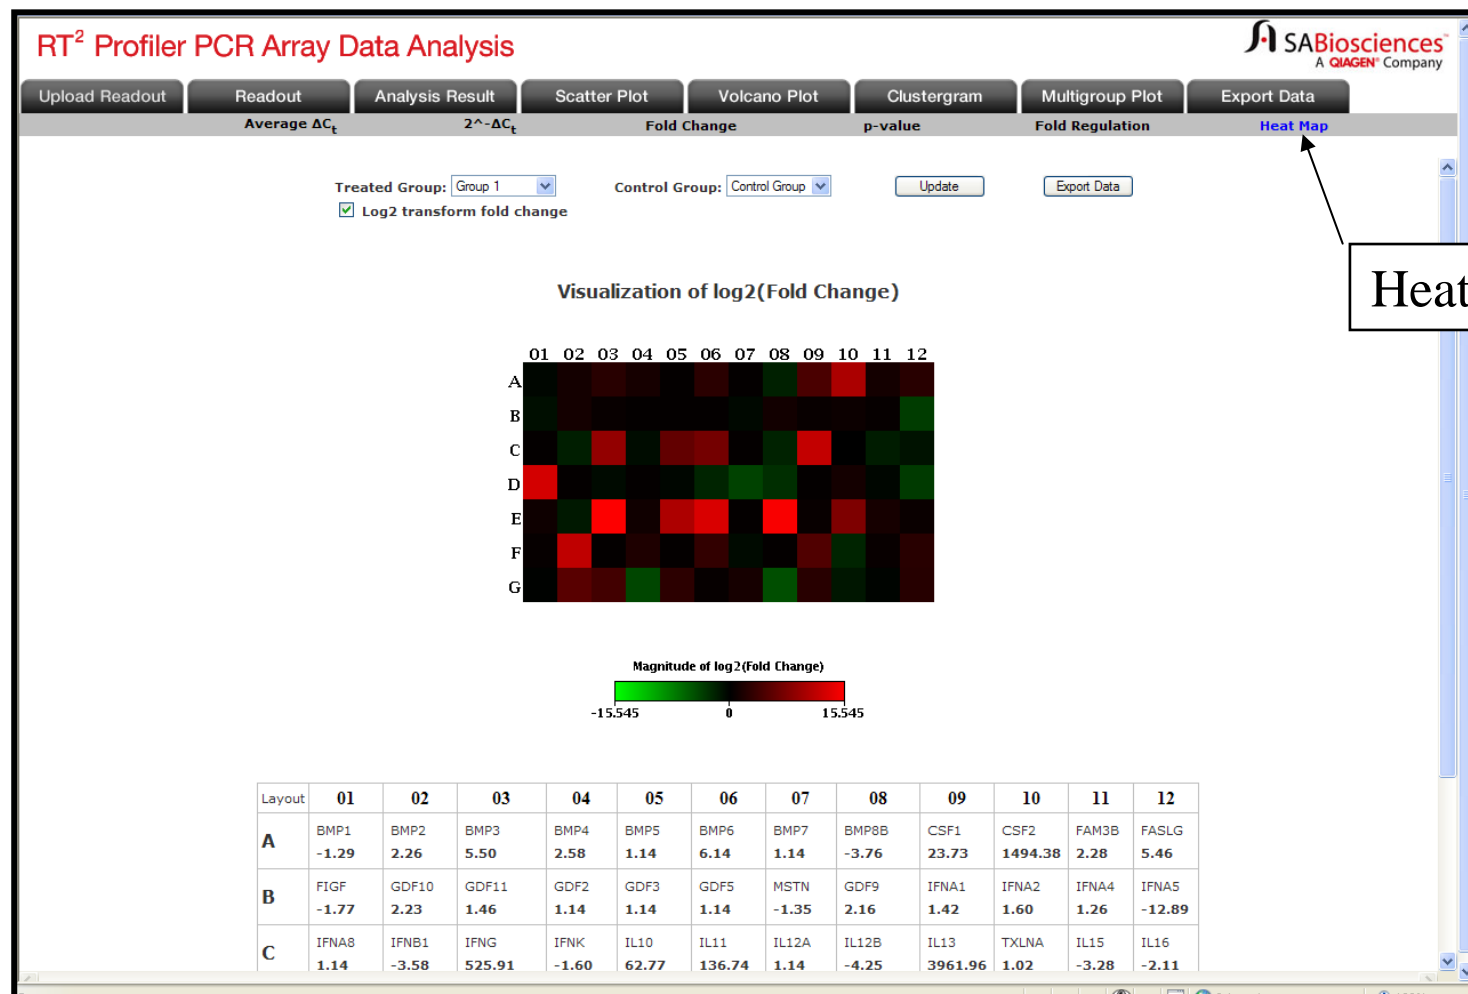 RT² Profiler PCR Array Data Analysis
SABiosciences™
A QIAGEN® Company
Upload Readout Readout Analysis Result Scatter Plot Volcano Plot Clustergram Multigroup Plot Export Data
Average ΔCt 2^-ΔCt Fold Change p-value Fold Regulation Heat Map
Treated Group: Group 1 Control Group: Control Group Update Export Data
Log2 transform fold change
Heat
Visualization of log2(Fold Change)
01 02 03 04 05 06 07 08 09 10 11 12
A
B
C
D
E
F
G
Magnitude of log2(Fold Change)
-15.545 0 15.545
Layout 01 02 03 04 05 06 07 08 09 10 11 12
A BMP1 BMP2 BMP3 BMP4 BMP5 BMP6 BMP7 BMP8B CSF1 CSF2 FAM3B FASLG
-1.29 2.26 5.50 2.58 1.14 6.14 1.14 -3.76 23.73 1494.38 2.28 5.46
B FIGF GDF10 GDF11 GDF2 GDF3 GDF5 MSTN GDF9 IFNA1 IFNA2 IFNA4 IFNA5
-1.77 2.23 1.46 1.14 1.14 1.14 -1.35 2.16 1.42 1.60 1.26 -12.89
C IFNA8 IFNB1 IFNG IFNK IL10 IL11 IL12A IL12B IL13 TXLNA IL15 IL16
1.14 -3.58 525.91 -1.60 62.77 136.74 1.14 -4.25 3961.96 1.02 -3.28 -2.11